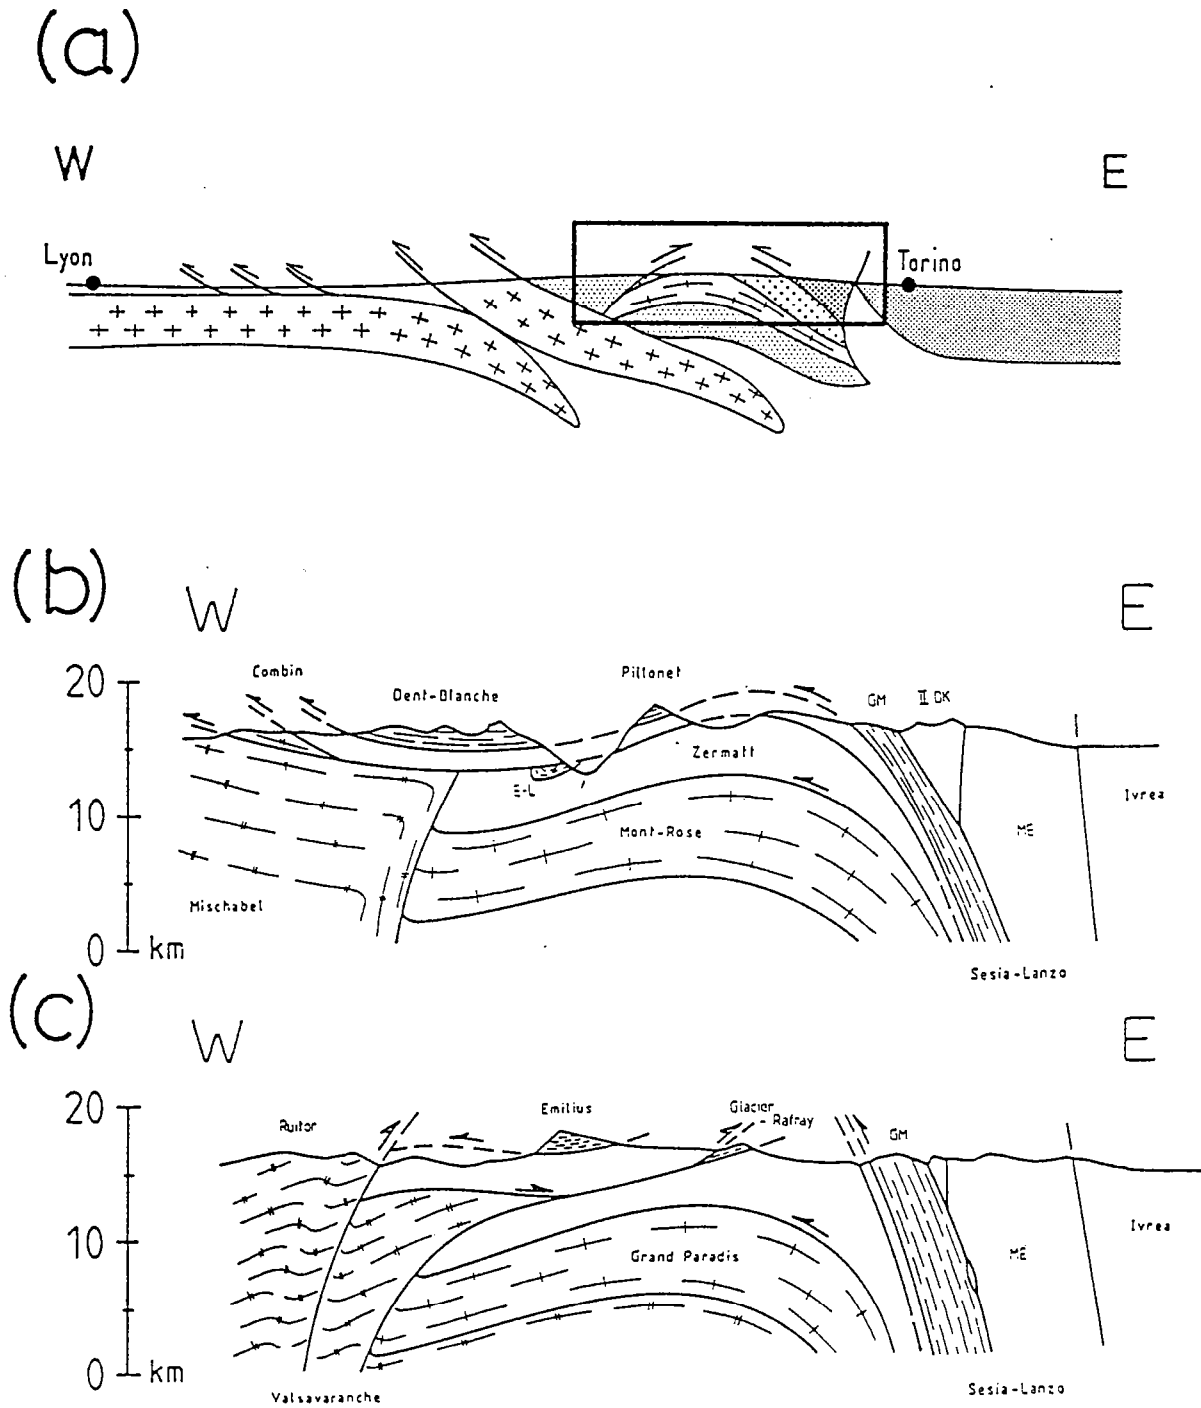 (a)
W
E
Lyon
Torino
(b)
W
E
20
10
0 km
Combin
Dent-Blanche
Pillonet
GM
II DK
Zermatt
E-L
Ivrea
ME
Mont-Rose
Mischabel
Sesia-Lanzo
(c)
W
E
20
10
0 km
Ruitor
Emilius
Glacier
- Rafray
GM
Ivrea
ME
Grand Paradis
Valsavaranche
Sesia-Lanzo